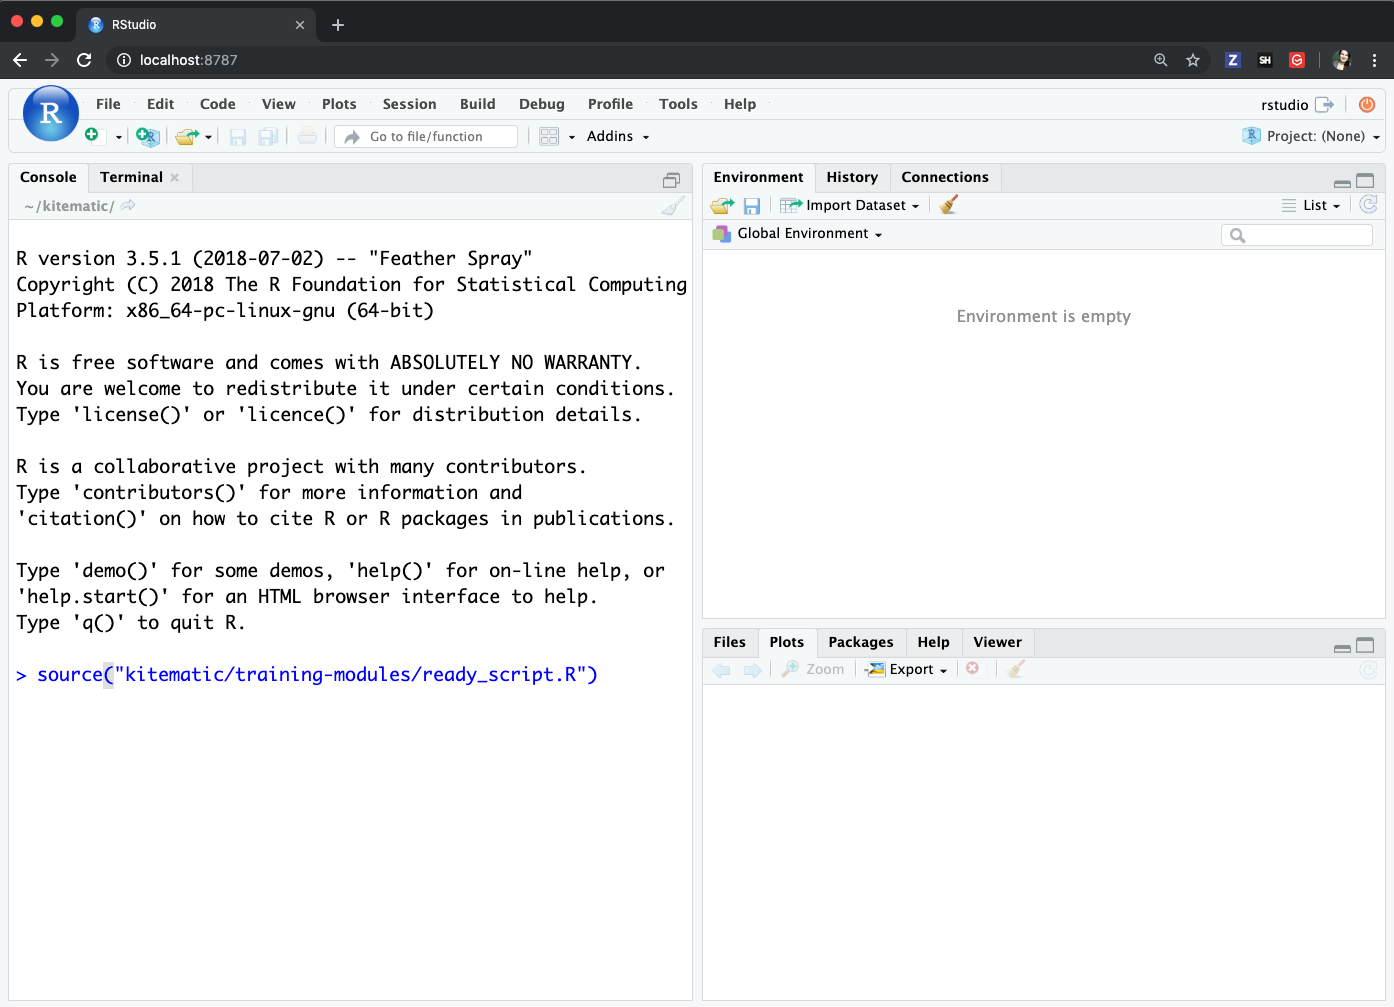 RStudio
localhost:8787
Z SH G
R
File Edit Code View Plots Session Build Debug Profile Tools Help
rstudio
Go to file/function
Addins
R Project: (None)
Console Terminal
~/kitematic/
R version 3.5.1 (2018-07-02) -- "Feather Spray"
Copyright (C) 2018 The R Foundation for Statistical Computing
Platform: x86_64-pc-linux-gnu (64-bit)
R is free software and comes with ABSOLUTELY NO WARRANTY.
You are welcome to redistribute it under certain conditions.
Type 'license()' or 'licence()' for distribution details.
R is a collaborative project with many contributors.
Type 'contributors()' for more information and
'citation()' on how to cite R or R packages in publications.
Type 'demo()' for some demos, 'help()' for on-line help, or
'help.start()' for an HTML browser interface to help.
Type 'q()' to quit R.
> source("kitematic/training-modules/ready_script.R")
Environment History Connections
Import Dataset
List
Global Environment
Environment is empty
Files Plots Packages Help Viewer
Zoom Export